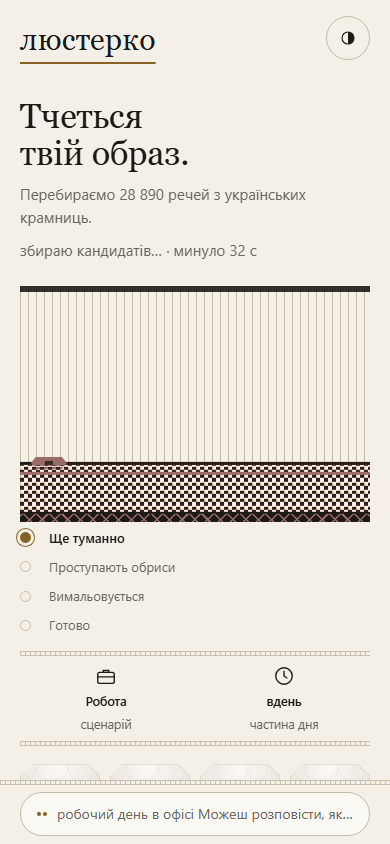 люстерко
Тчеться
твій образ.
Перебираємо 28 890 речей з українських
крамниць.
збираю кандидатів… · минуло 32 с
Ще туманно
Проступають обриси
Вимальовується
Готово
Робота
сценарій
вдень
частина дня
робочий день в офісі Можеш розповісти, як…